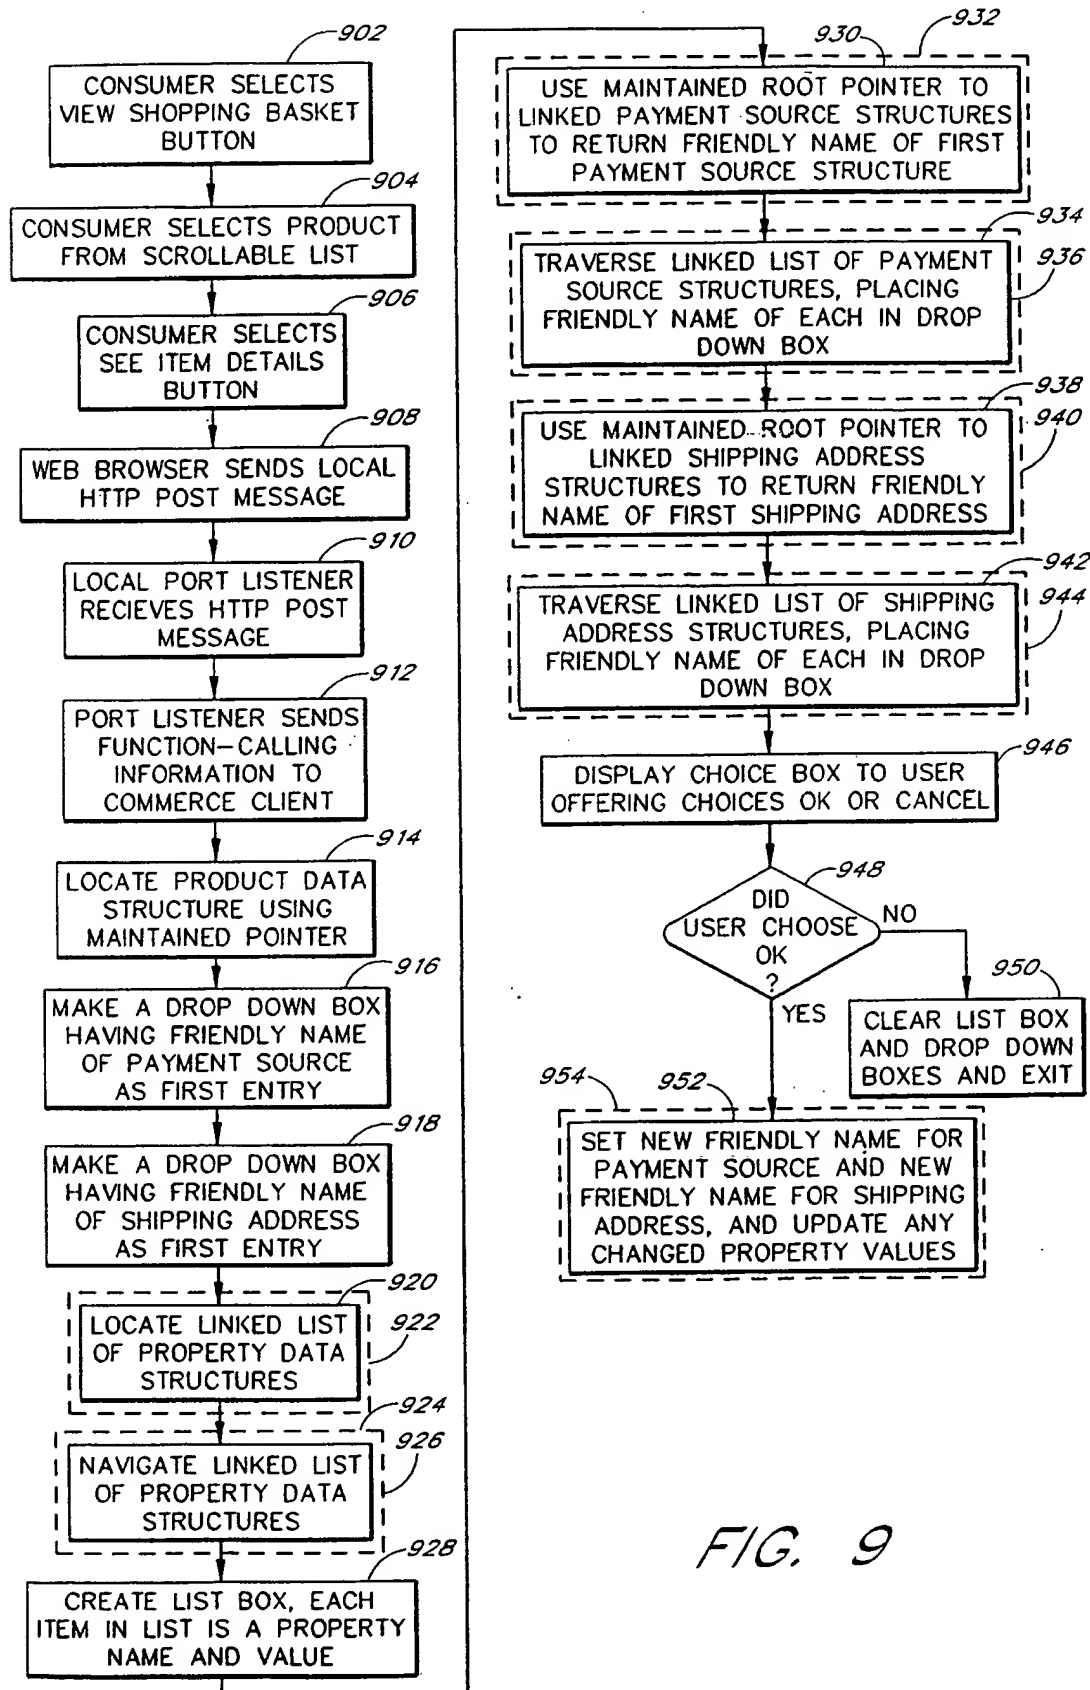 902
CONSUMER SELECTS
VIEW SHOPPING BASKET
BUTTON
904
CONSUMER SELECTS PRODUCT
FROM SCROLLABLE LIST
906
CONSUMER SELECTS
SEE ITEM DETAILS
BUTTON
908
WEB BROWSER SENDS LOCAL
HTTP POST MESSAGE
910
LOCAL PORT LISTENER
RECIEVES HTTP POST
MESSAGE
912
PORT LISTENER SENDS
FUNCTION-CALLING
INFORMATION TO
COMMERCE CLIENT
914
LOCATE PRODUCT DATA
STRUCTURE USING
MAINTAINED POINTER
916
MAKE A DROP DOWN BOX
HAVING FRIENDLY NAME
OF PAYMENT SOURCE
AS FIRST ENTRY
918
MAKE A DROP DOWN BOX
HAVING FRIENDLY NAME
OF SHIPPING ADDRESS
AS FIRST ENTRY
920
922
LOCATE LINKED LIST
OF PROPERTY DATA
STRUCTURES
924
926
NAVIGATE LINKED LIST
OF PROPERTY DATA
STRUCTURES
928
CREATE LIST BOX, EACH
ITEM IN LIST IS A PROPERTY
NAME AND VALUE
930
932
USE MAINTAINED ROOT POINTER TO
LINKED PAYMENT SOURCE STRUCTURES
TO RETURN FRIENDLY NAME OF FIRST
PAYMENT SOURCE STRUCTURE
934
936
TRAVERSE LINKED LIST OF PAYMENT
SOURCE STRUCTURES, PLACING
FRIENDLY NAME OF EACH IN DROP
DOWN BOX
938
940
USE MAINTAINED ROOT POINTER TO
LINKED SHIPPING ADDRESS
STRUCTURES TO RETURN FRIENDLY
NAME OF FIRST SHIPPING ADDRESS
942
944
TRAVERSE LINKED LIST OF SHIPPING
ADDRESS STRUCTURES, PLACING
FRIENDLY NAME OF EACH IN DROP
DOWN BOX
946
DISPLAY CHOICE BOX TO USER
OFFERING CHOICES OK OR CANCEL
948
DID
USER CHOOSE
OK
?
NO
YES
950
CLEAR LIST BOX
AND DROP DOWN
BOXES AND EXIT
954
952
SET NEW FRIENDLY NAME FOR
PAYMENT SOURCE AND NEW
FRIENDLY NAME FOR SHIPPING
ADDRESS, AND UPDATE ANY
CHANGED PROPERTY VALUES
FIG. 9